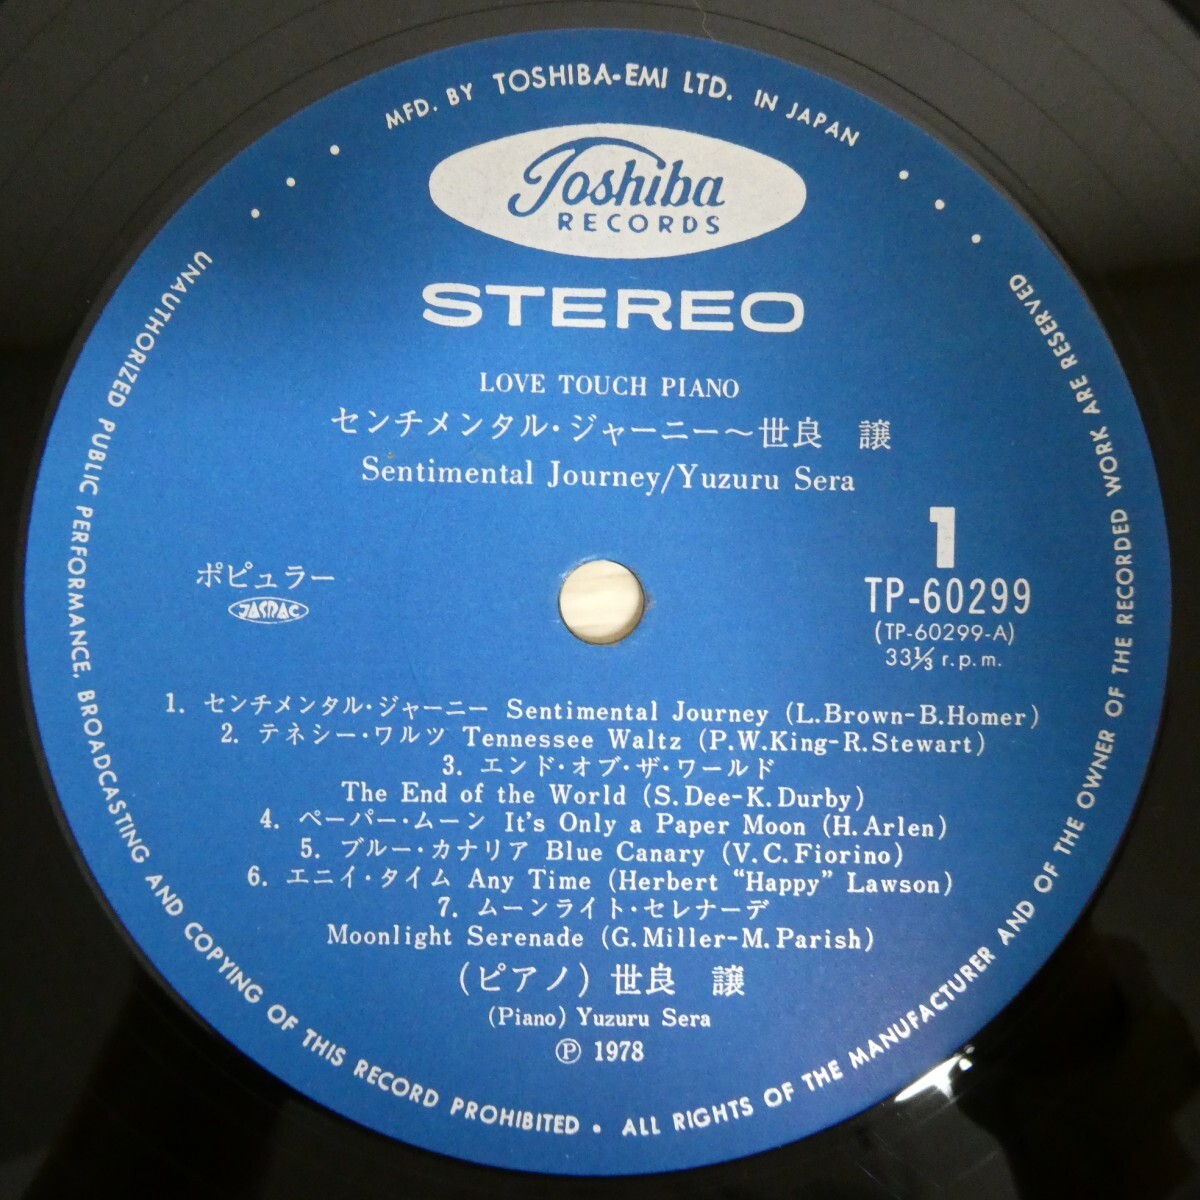 MFD. BY TOSHIBA-EMI LTD. IN JAPAN
Toshiba
RECORDS
STEREO
LOVE TOUCH PIANO
センチメンタル・ジャーニー〜世良 譲
Sentimental Journey/Yuzuru Sera
1
ポピュラー
JASRAC
TP-60299
(TP-60299-A)
33⅓ r.p.m.
1. センチメンタル・ジャーニー Sentimental Journey (L.Brown-B.Homer)
2. テネシー・ワルツ Tennessee Waltz (P.W.King-R.Stewart)
3. エンド・オブ・ザ・ワールド
The End of the World (S.Dee-K.Durby)
4. ペーパー・ムーン It's Only a Paper Moon (H.Arlen)
5. ブルー・カナリア Blue Canary (V.C.Fiorino)
6. エニイ・タイム Any Time (Herbert "Happy" Lawson)
7. ムーンライト・セレナーデ
Moonlight Serenade (G.Miller-M.Parish)
(ピアノ) 世良 譲
(Piano) Yuzuru Sera
Ⓟ 1978
UNAUTHORIZED PUBLIC PERFORMANCE, BROADCASTING AND COPYING OF THIS RECORD PROHIBITED • ALL RIGHTS OF THE MANUFACTURER AND OF THE OWNER OF THE RECORDED WORK ARE RESERVED